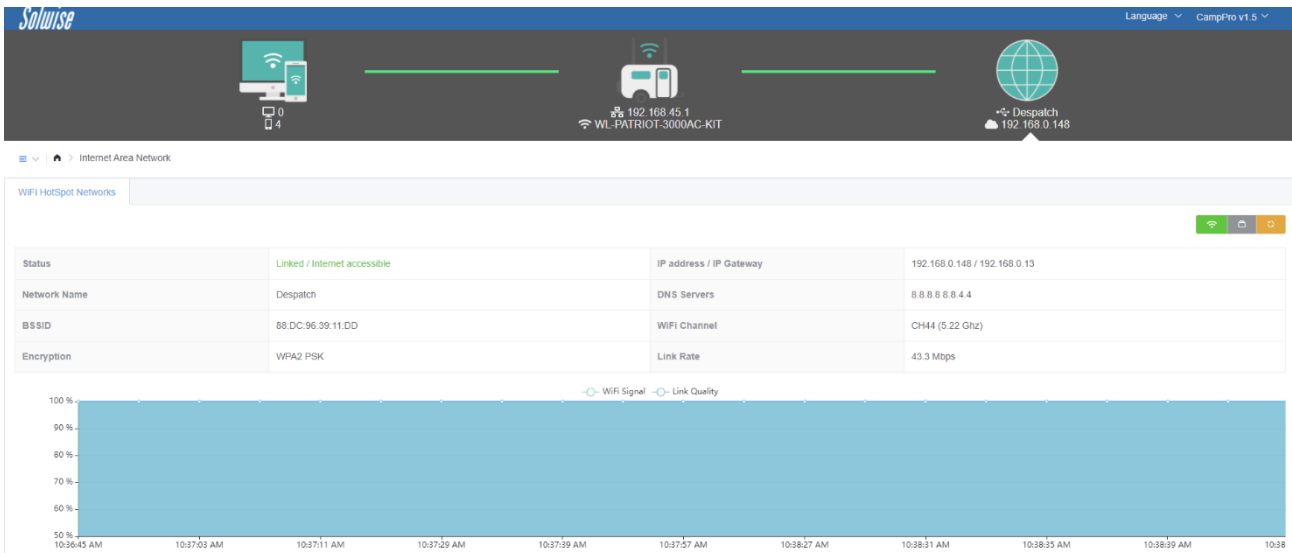 Solwise
Language CampPro v1.5
0
4
192.168.45.1
WL-PATRIOT-3000AC-KIT
Despatch
192.168.0.148
Internet Area Network
WiFi HotSpot Networks
Status Linked / Internet accessible IP address / IP Gateway 192.168.0.148 / 192.168.0.13
Network Name Despatch DNS Servers 8.8.8.8 8.8.4.4
BSSID 88:DC:96:39:11:DD WiFi Channel CH44 (5.22 Ghz)
Encryption WPA2 PSK Link Rate 43.3 Mbps
WiFi Signal Link Quality
100 %
90 %
80 %
70 %
60 %
50 %
10:36:45 AM 10:37:03 AM 10:37:11 AM 10:37:29 AM 10:37:39 AM 10:37:57 AM 10:38:27 AM 10:38:31 AM 10:38:35 AM 10:38:39 AM 10:38